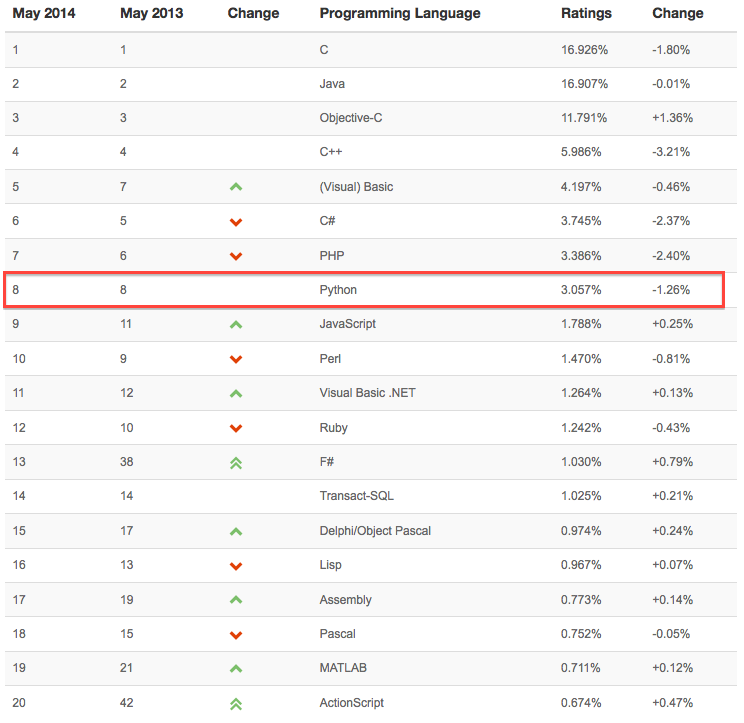 May 2014 May 2013 Change Programming Language Ratings Change
1 1 C 16.926% -1.80%
2 2 Java 16.907% -0.01%
3 3 Objective-C 11.791% +1.36%
4 4 C++ 5.986% -3.21%
5 7 (Visual) Basic 4.197% -0.46%
6 5 C# 3.745% -2.37%
7 6 PHP 3.386% -2.40%
8 8 Python 3.057% -1.26%
9 11 JavaScript 1.788% +0.25%
10 9 Perl 1.470% -0.81%
11 12 Visual Basic .NET 1.264% +0.13%
12 10 Ruby 1.242% -0.43%
13 38 F# 1.030% +0.79%
14 14 Transact-SQL 1.025% +0.21%
15 17 Delphi/Object Pascal 0.974% +0.24%
16 13 Lisp 0.967% +0.07%
17 19 Assembly 0.773% +0.14%
18 15 Pascal 0.752% -0.05%
19 21 MATLAB 0.711% +0.12%
20 42 ActionScript 0.674% +0.47%